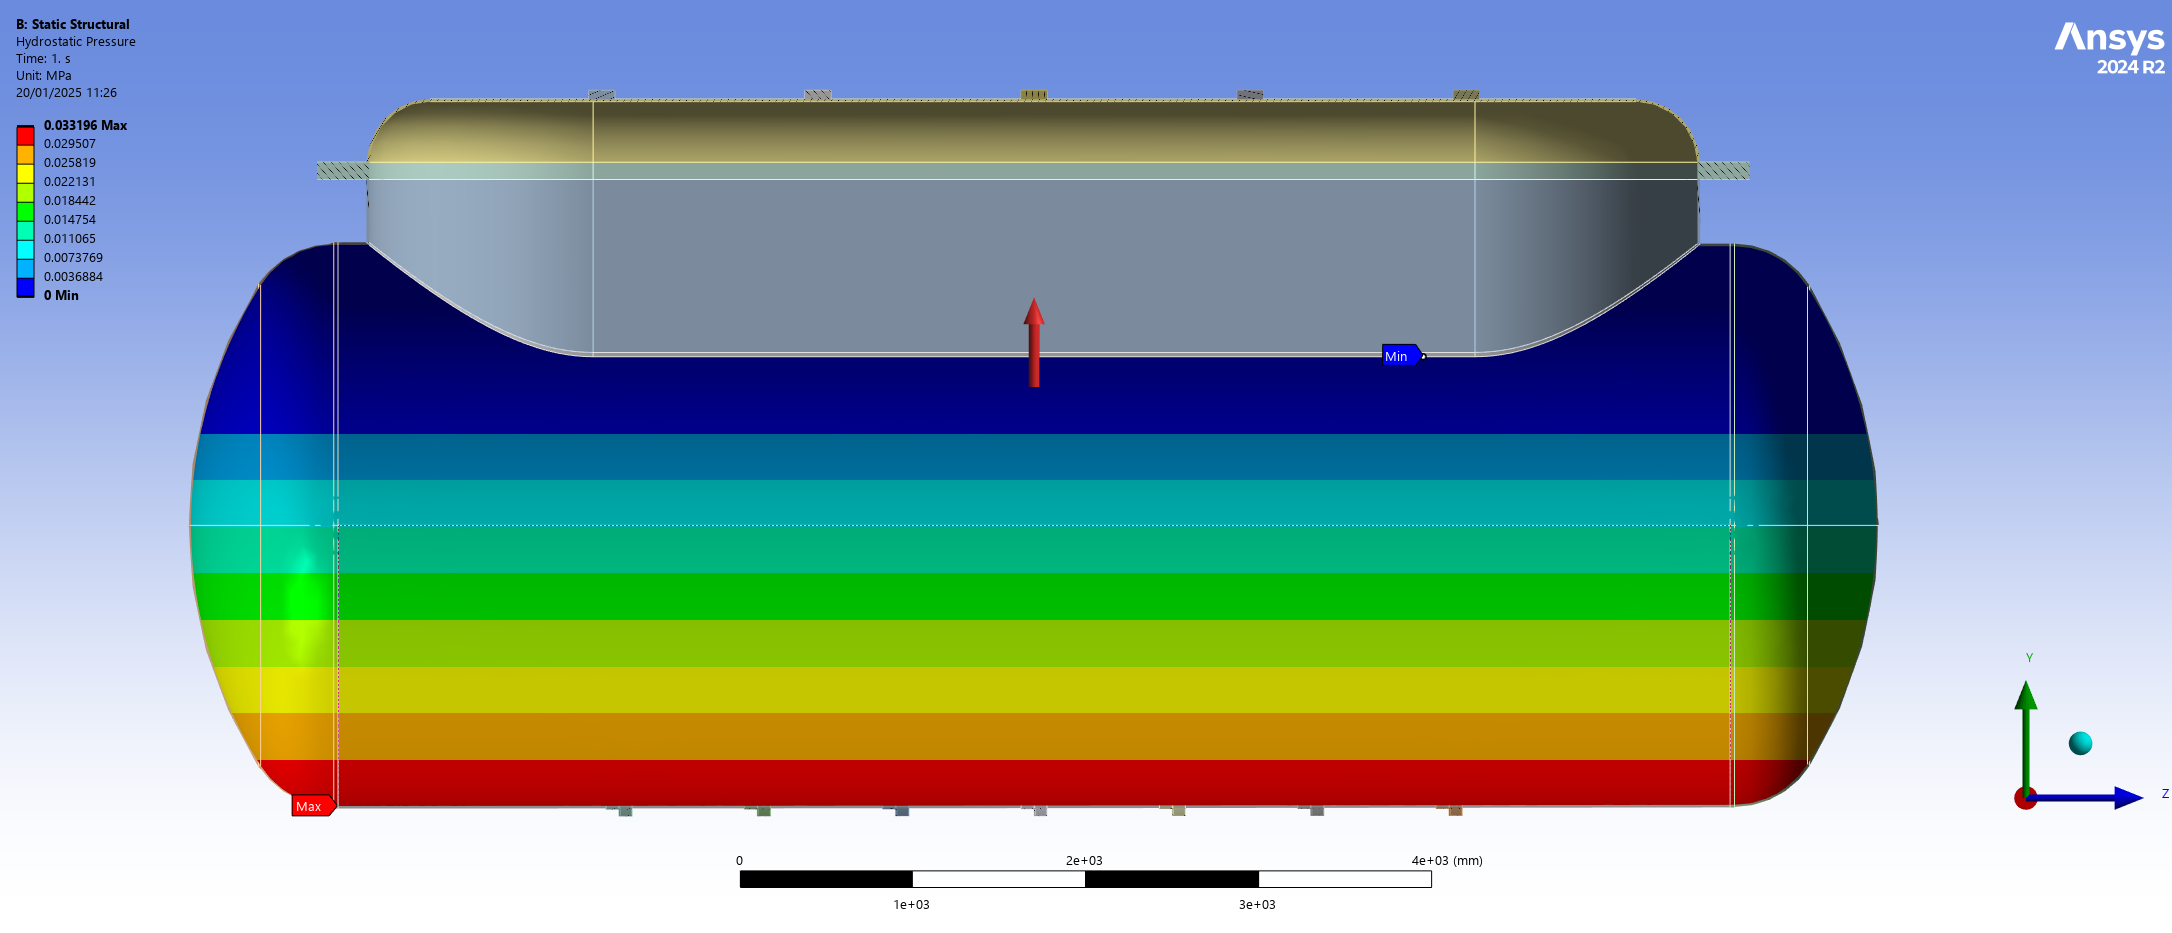 B: Static Structural
Hydrostatic Pressure
Time: 1. s
Unit: MPa
20/01/2025 11:26
0.033196 Max
0.029507
0.025819
0.022131
0.018442
0.014754
0.011065
0.0073769
0.0036884
0 Min
Ansys
2024 R2
Min
Max
Y
Z
0 2e+03 4e+03 (mm)
1e+03 3e+03